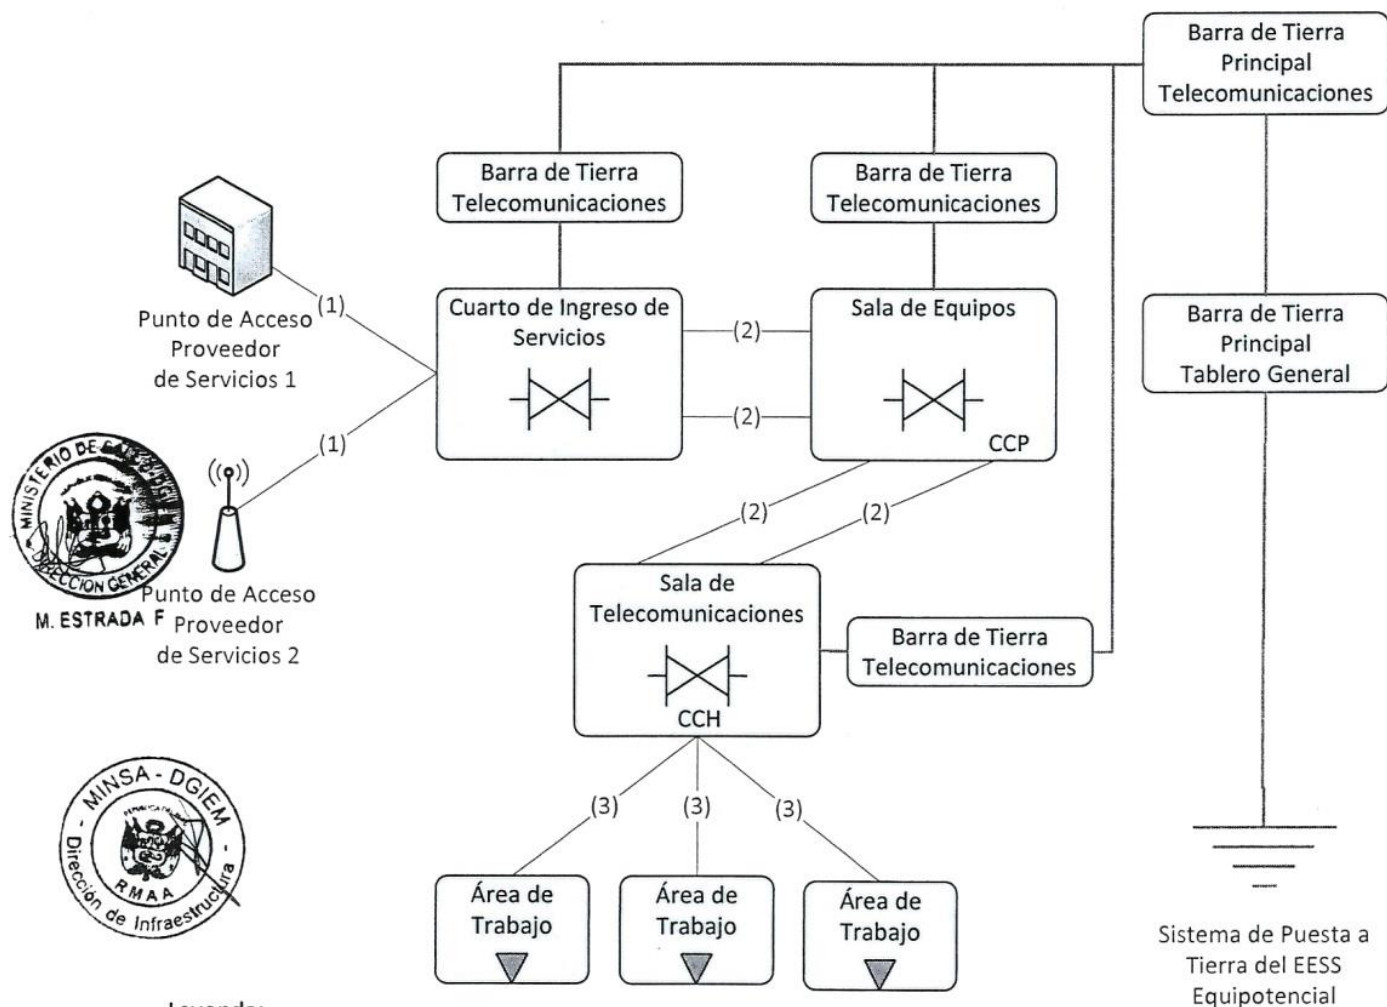 Barra de Tierra
Principal
Telecomunicaciones
Barra de Tierra
Telecomunicaciones
Barra de Tierra
Telecomunicaciones
Punto de Acceso
Proveedor
de Servicios 1
(1)
Cuarto de Ingreso de
Servicios
(2)
(2)
Sala de Equipos
CCP
Barra de Tierra
Principal
Tablero General
(1)
MINISTERIO DE
DIRECCION GENERAL
M. ESTRADA F
Punto de Acceso
Proveedor
de Servicios 2
(2)
(2)
Sala de
Telecomunicaciones
CCH
Barra de Tierra
Telecomunicaciones
MINSA - DGIEM
RMAA
Dirección de Infraestructura
(3)
(3)
(3)
Área de
Trabajo
Área de
Trabajo
Área de
Trabajo
Sistema de Puesta a
Tierra del EESS
Equipotencial